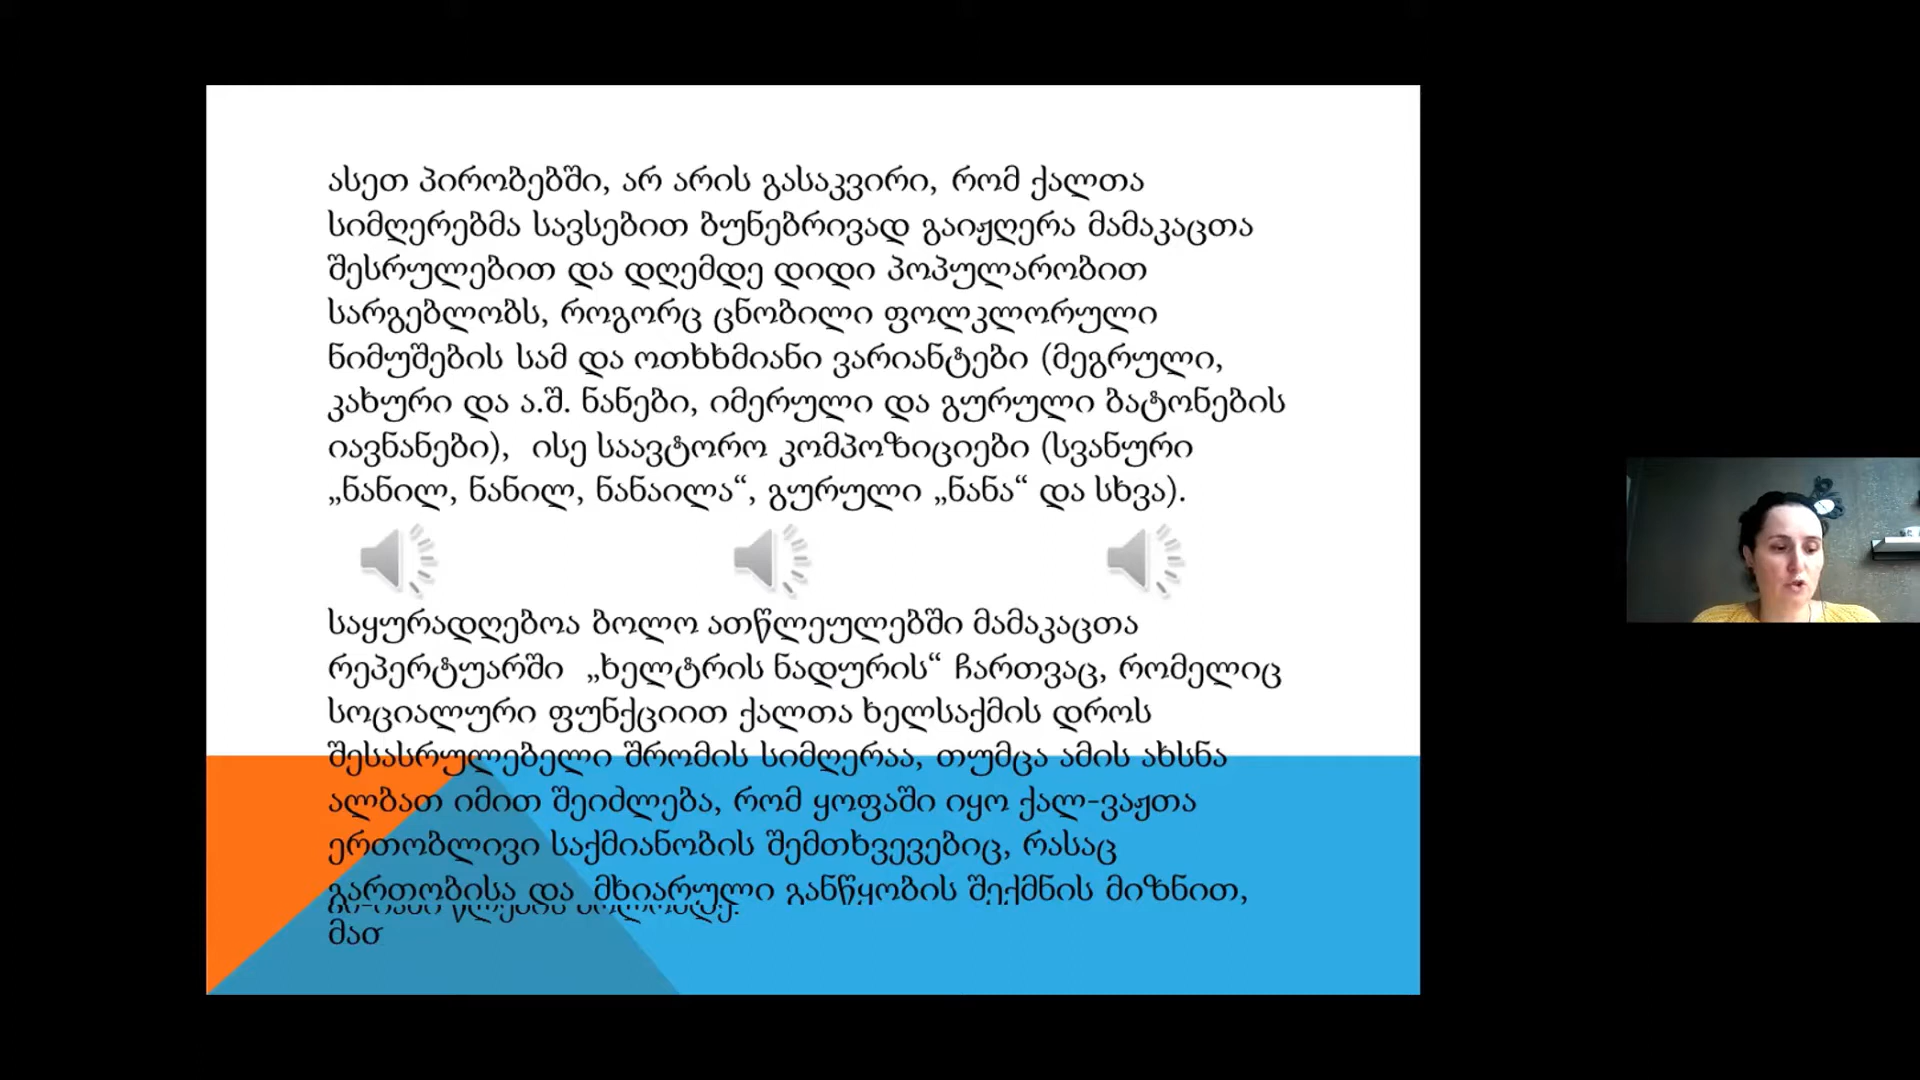 ასეთ პირობებში, არ არის გასაკვირი, რომ ქალთა
სიმღერებმა სავსებით ბუნებრივად გაიჟღერა მამაკაცთა
შესრულებით და დღემდე დიდი პოპულარობით
სარგებლობს, როგორც ცნობილი ფოლკლორული
ნიმუშების სამ და ოთხხმიანი ვარიანტები (მეგრული,
კახური და ა.შ. ნანები, იმერული და გურული ბატონების
იავნანები),  ისე საავტორო კომპოზიციები (სვანური
„ნანილ, ნანილ, ნანაილა“, გურული „ნანა“ და სხვა).
საყურადღებოა ბოლო ათწლეულებში მამაკაცთა
რეპერტუარში  „ხელტრის ნადურის“ ჩართვაც, რომელიც
სოციალური ფუნქციით ქალთა ხელსაქმის დროს
შესასრულებელი შრომის სიმღერაა, თუმცა ამის ახსნა
ალბათ იმით შეიძლება, რომ ყოფაში იყო ქალ-ვაჟთა
ერთობლივი საქმიანობის შემთხვევებიც, რასაც
გართობისა და  მხიარული განწყობის შექმნის მიზნით,
მათ